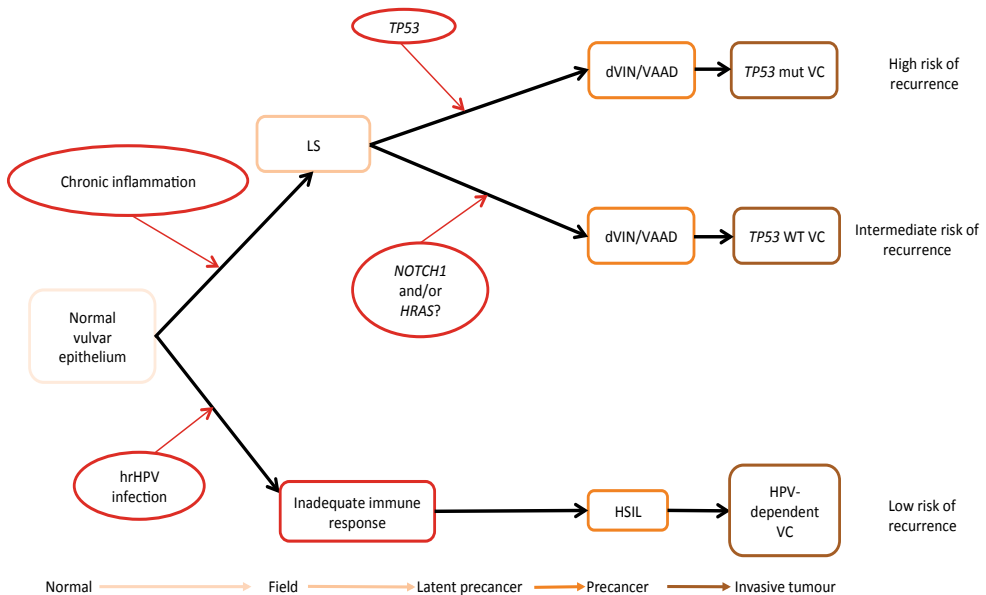 TP53
dVIN/VAAD
TP53 mut VC
High risk of
recurrence
LS
Chronic inflammation
dVIN/VAAD
TP53 WT VC
Intermediate risk of
recurrence
NOTCH1
and/or
HRAS?
Normal
vulvar
epithelium
hrHPV
infection
Inadequate immune
response
HSIL
HPV-
dependent
VC
Low risk of
recurrence
Normal
Field
Latent precancer
Precancer
Invasive tumour